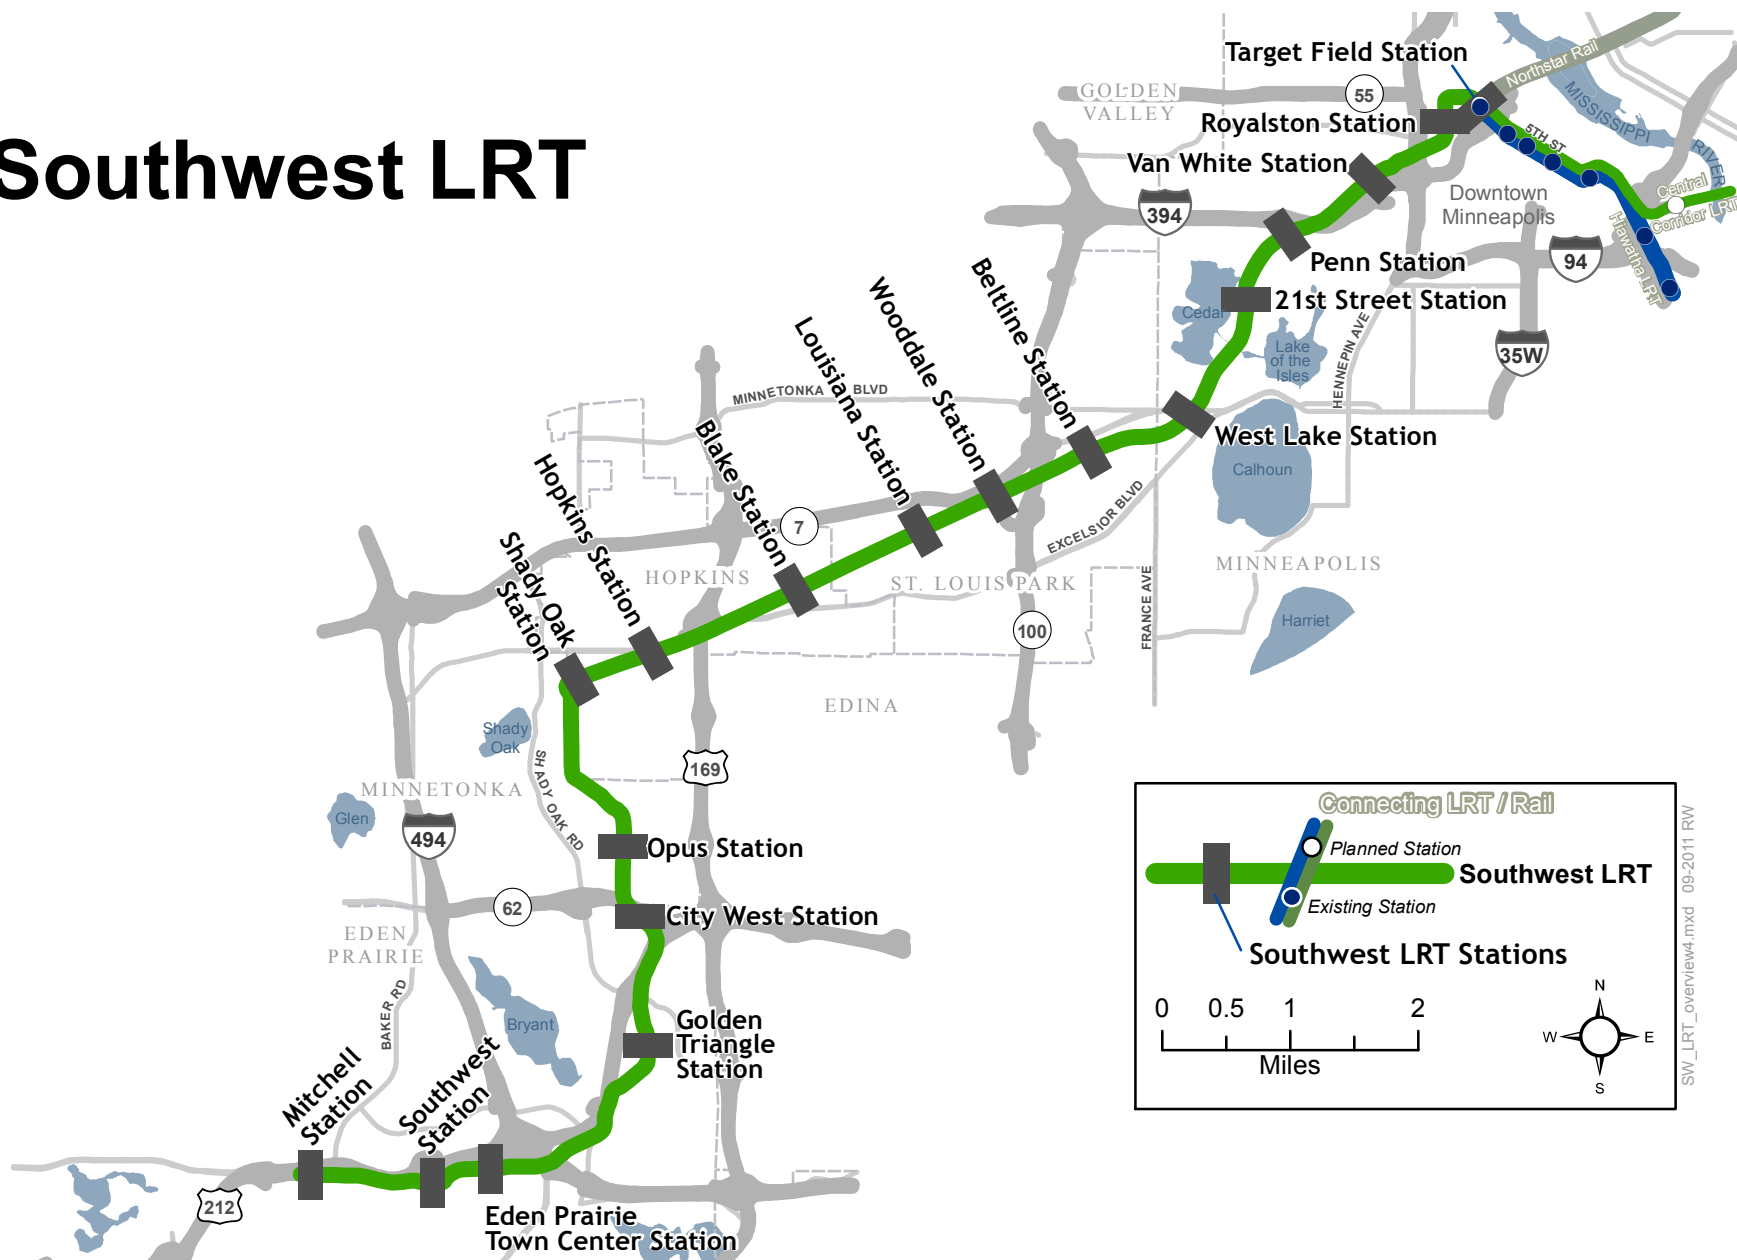 Southwest LRT
Target Field Station
Northstar Rail
GOLDEN
VALLEY
55
Royalston Station
MISSISSIPPI
RIVER
5TH ST
Van White Station
Downtown
Minneapolis
Central
Corridor LRT
Hiawatha LRT
394
94
Penn Station
21st Street Station
Cedar
Lake
of the
Isles
HENNEPIN AVE
35W
Beltline Station
Wooddale Station
Louisiana Station
MINNETONKA BLVD
West Lake Station
Calhoun
Blake Station
Hopkins Station
7
EXCELSIOR BLVD
Shady Oak
Station
HOPKINS
ST. LOUIS PARK
MINNEAPOLIS
FRANCE AVE
100
Harriet
EDINA
Shady
Oak
SHADY OAK RD
169
MINNETONKA
Glen
494
Opus Station
62
City West Station
EDEN
PRAIRIE
BAKER RD
Bryant
Golden
Triangle
Station
Mitchell
Station
Southwest
Station
212
Eden Prairie
Town Center Station
Connecting LRT / Rail
Planned Station
Southwest LRT
Existing Station
Southwest LRT Stations
0 0.5 1 2
Miles
N
W E
S
SW_LRT_overview4.mxd 09-2011 RW